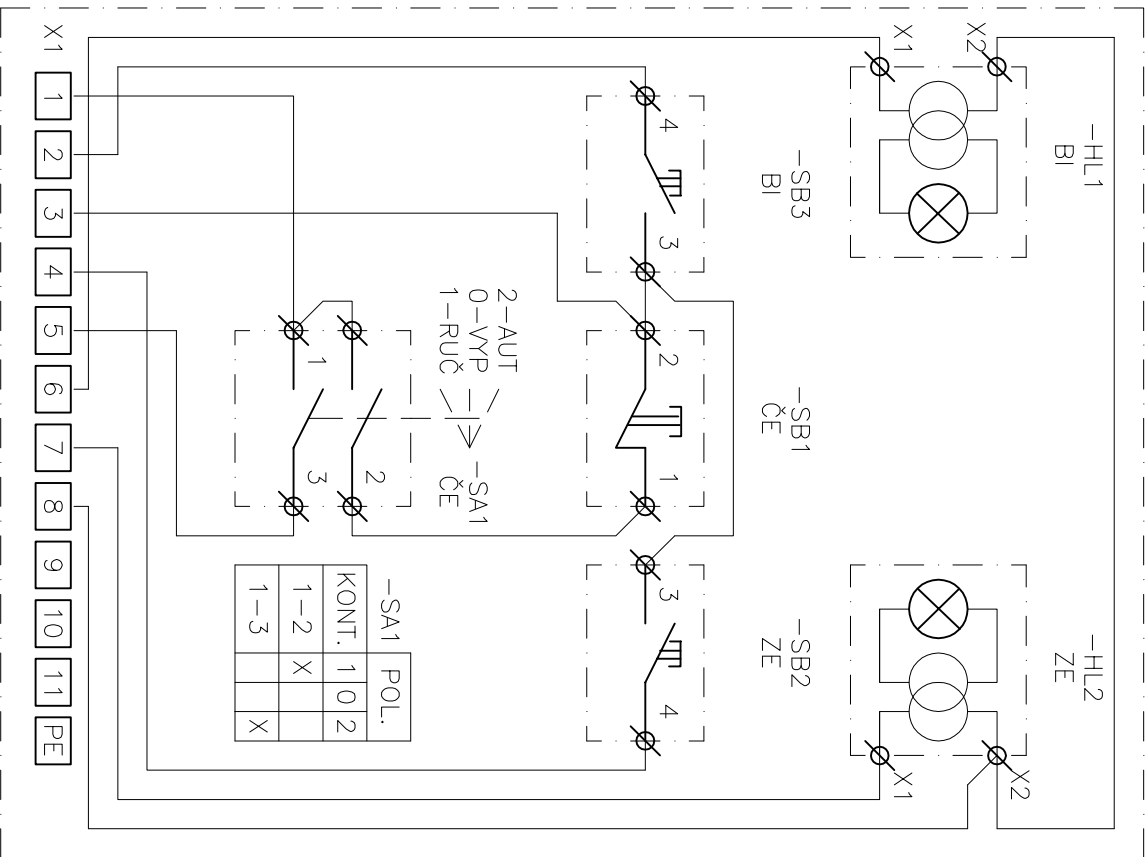 X1
1
2
3
4
5
6
7
8
9
10
11
PE
X1
X2
-HL1
BI
4
3
-SB3
BI
2
1
-SB1
ČE
3
4
-SB2
ZE
X1
X2
-HL2
ZE
2-AUT
0-VYP
1-RUČ
-SA1
ČE
1
3
2
-SA1 POL.
KONT. 1 0 2
1-2 X
1-3 X